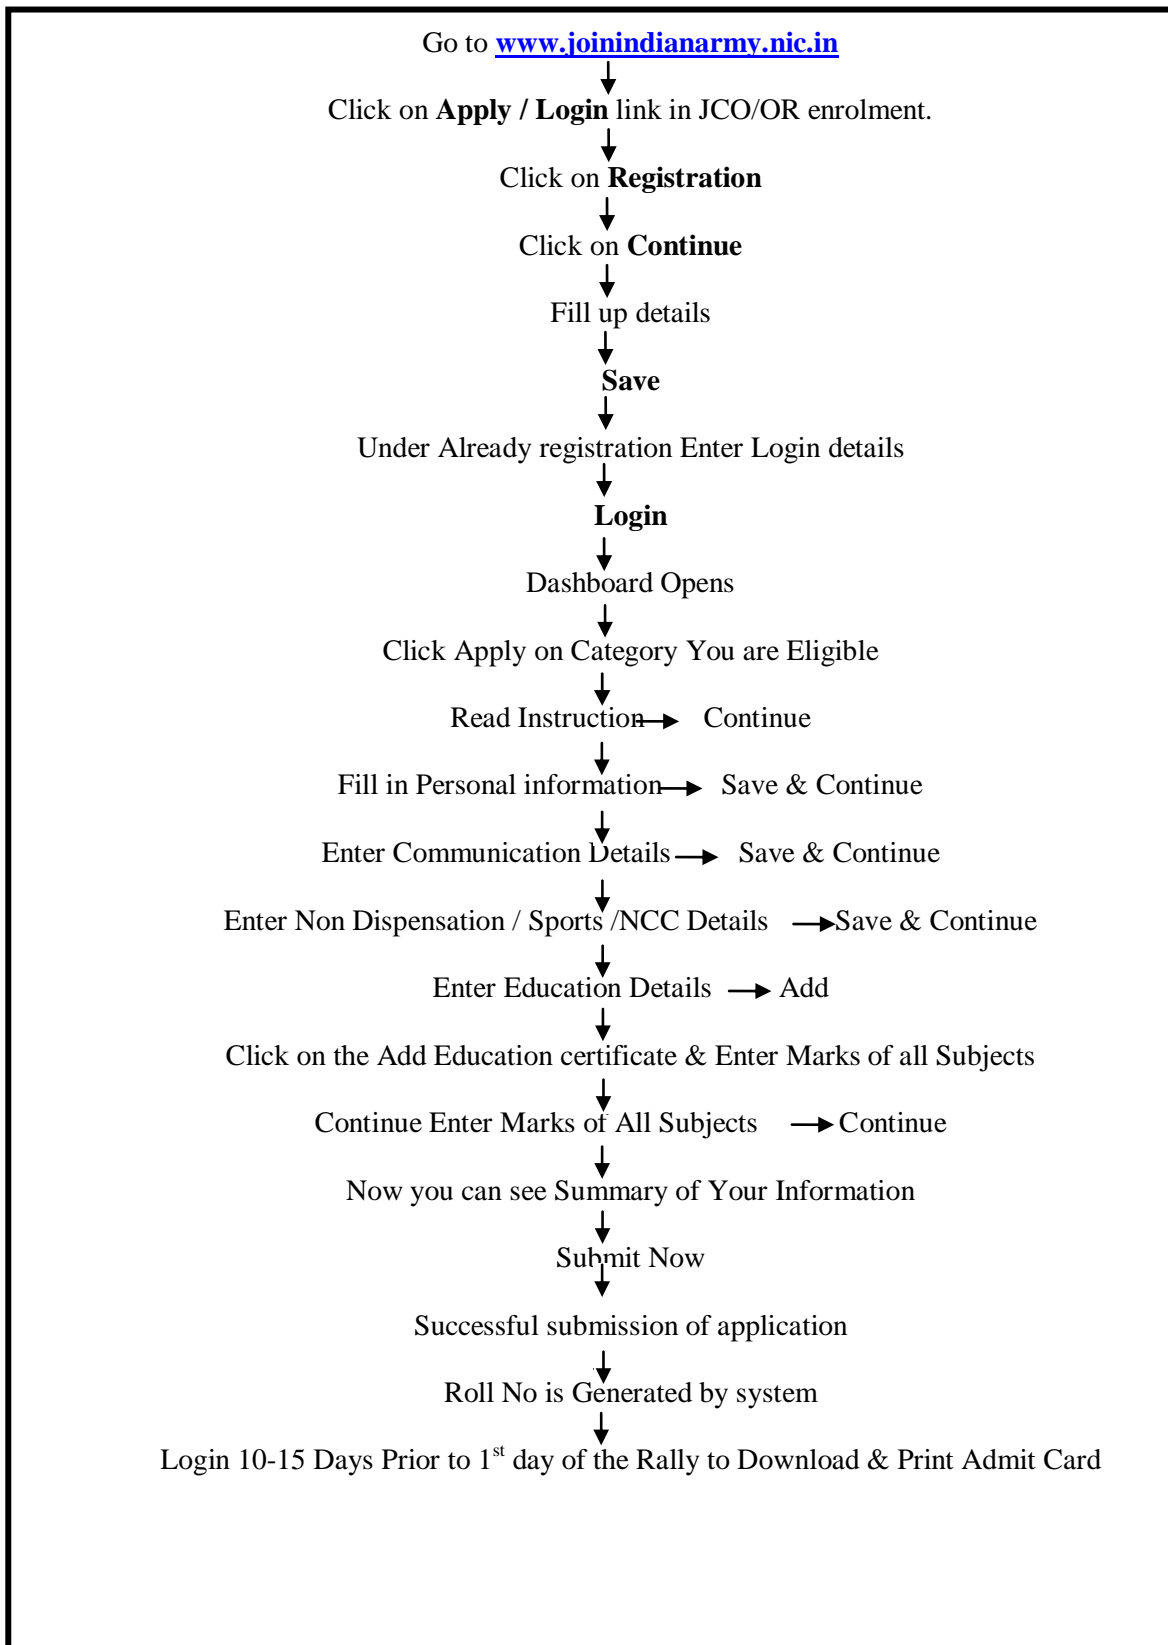 Go to www.joinindianarmy.nic.in
Click on Apply / Login link in JCO/OR enrolment.
Click on Registration
Click on Continue
Fill up details
Save
Under Already registration Enter Login details
Login
Dashboard Opens
Click Apply on Category You are Eligible
Read Instruction Continue
Fill in Personal information Save & Continue
Enter Communication Details Save & Continue
Enter Non Dispensation / Sports /NCC Details Save & Continue
Enter Education Details Add
Click on the Add Education certificate & Enter Marks of all Subjects
Continue Enter Marks of All Subjects Continue
Now you can see Summary of Your Information
Submit Now
Successful submission of application
Roll No is Generated by system
Login 10-15 Days Prior to 1st day of the Rally to Download & Print Admit Card